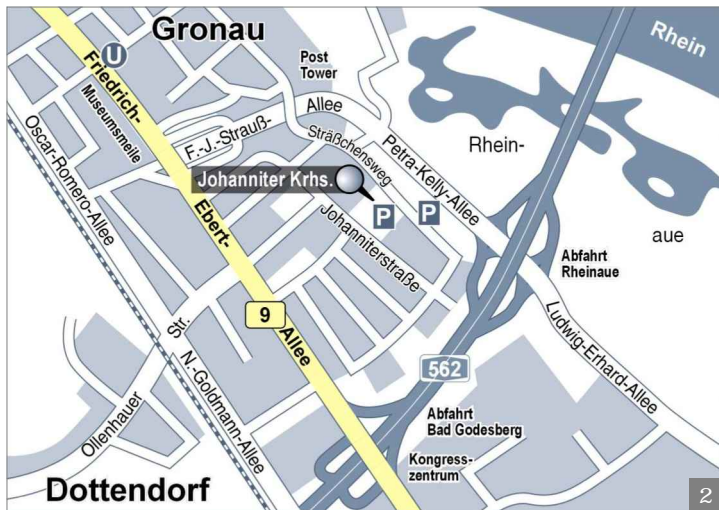 Gronau
U
Post
Tower
Rhein
Friedrich-
Museumsmeile
Allee
F.-J.-Strauß-
Sträßchensweg
Petra-Kelly-Allee
Rhein-
aue
Oscar-Romero-Allee
Johanniter Krhs.
P
P
Ebert-
Johanniterstraße
Abfahrt
Rheinaue
9
Allee
Str.
Ollenhauer
N.-Goldmann-Allee
562
Ludwig-Erhard-Allee
Abfahrt
Bad Godesberg
Kongress-
zentrum
Dottendorf
2